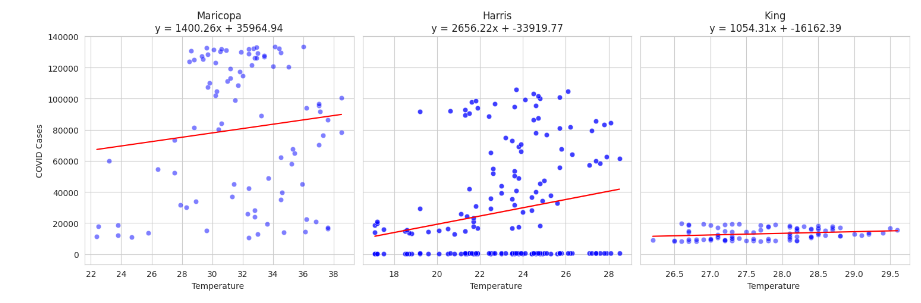 Maricopa
y = 1400.26x + 35964.94
Harris
y = 2656.22x + -33919.77
King
y = 1054.31x + -16162.39
COVID Cases
140000
120000
100000
80000
60000
40000
20000
0
22 24 26 28 30 32 34 36 38
18 20 22 24 26 28
26.5 27.0 27.5 28.0 28.5 29.0 29.5
Temperature
Temperature
Temperature